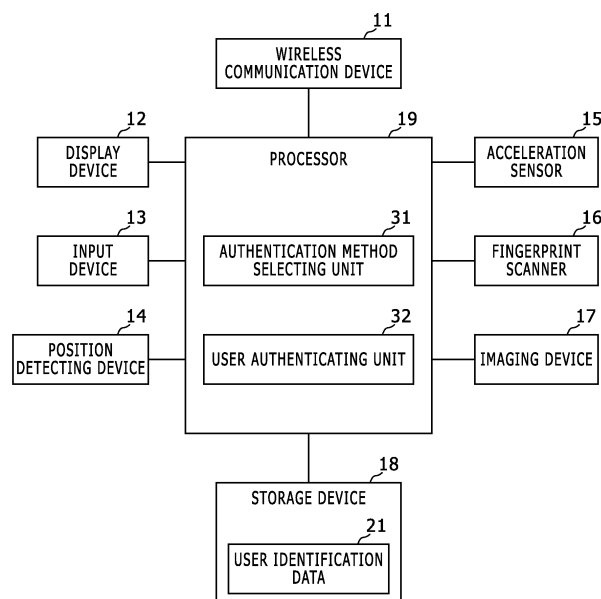 11
WIRELESS
COMMUNICATION DEVICE
12
DISPLAY
DEVICE
19
PROCESSOR
15
ACCELERATION
SENSOR
13
INPUT
DEVICE
31
AUTHENTICATION METHOD
SELECTING UNIT
16
FINGERPRINT
SCANNER
14
POSITION
DETECTING DEVICE
32
USER AUTHENTICATING UNIT
17
IMAGING DEVICE
18
STORAGE DEVICE
21
USER IDENTIFICATION
DATA